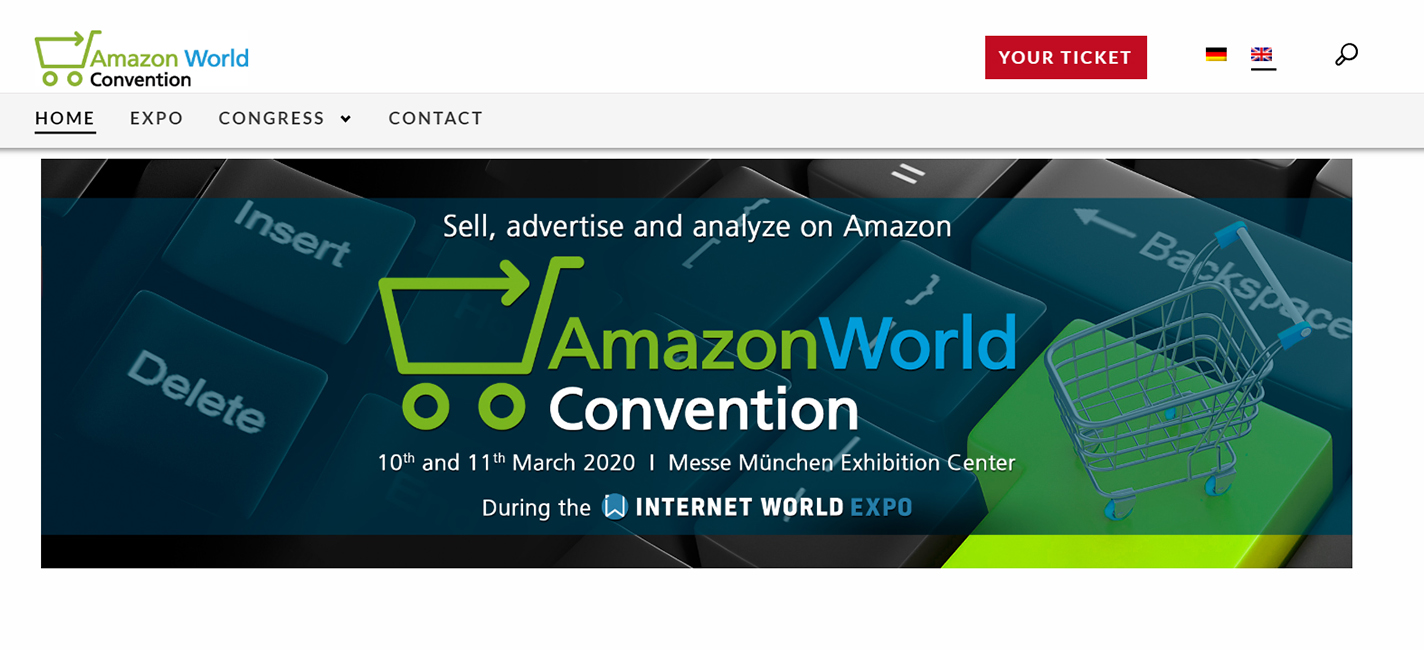 Amazon World
Convention
YOUR TICKET
HOME EXPO CONGRESS CONTACT
=
Insert
Delete
Backspace
{
[
}
Sell, advertise and analyze on Amazon
AmazonWorld
Convention
10th and 11th March 2020 | Messe München Exhibition Center
During the INTERNET WORLD EXPO